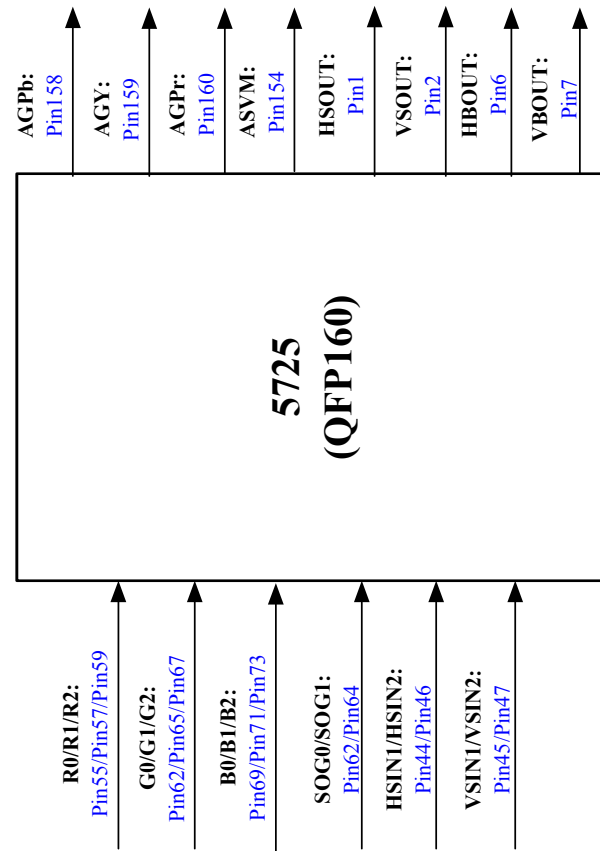 AGPb:
Pin158
AGY:
Pin159
AGPr:
Pin160
ASVM:
Pin154
HSOUT:
Pin1
VSOUT:
Pin2
HBOUT:
Pin6
VBOUT:
Pin7
5725
(QFP160)
R0/R1/R2:
Pin55/Pin57/Pin59
G0/G1/G2:
Pin62/Pin65/Pin67
B0/B1/B2:
Pin69/Pin71/Pin73
SOG0/SOG1:
Pin62/Pin64
HSIN1/HSIN2:
Pin44/Pin46
VSIN1/VSIN2:
Pin45/Pin47